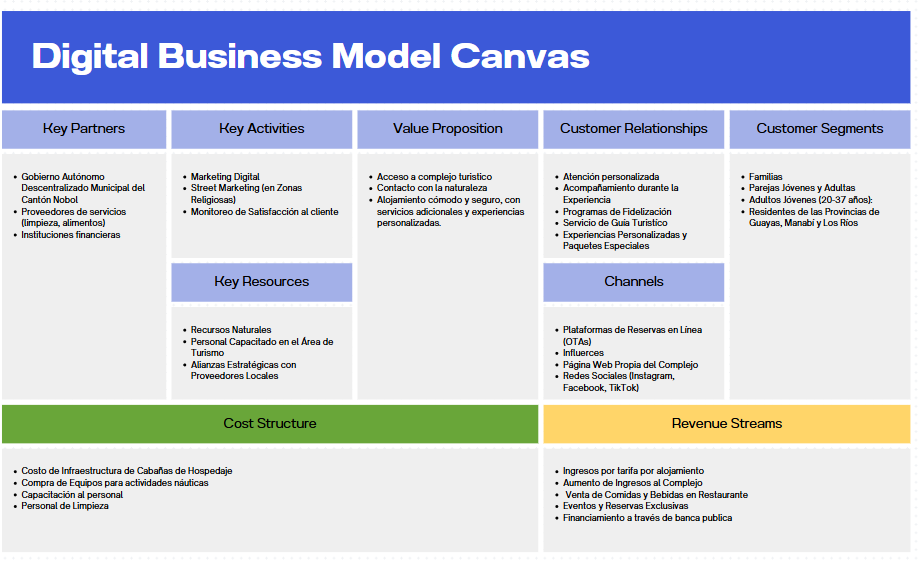 Digital Business Model Canvas
Key Partners
Gobierno Autónomo
Descentralizado Municipal del
Cantón Nobol
Proveedores de servicios
(limpieza, alimentos)
Instituciones financieras
Key Activities
Marketing Digital
Street Marketing (en Zonas
Religiosas)
Monitoreo de Satisfacción al cliente
Key Resources
Recursos Naturales
Personal Capacitado en el Área de
Turismo
Alianzas Estratégicas con
Proveedores Locales
Value Proposition
Acceso a complejo turistico
Contacto con la naturaleza
Alojamiento cómodo y seguro, con
servicios adicionales y experiencias
personalizadas.
Customer Relationships
Atención personalizada
Acompañamiento durante la
Experiencia
Programas de Fidelización
Servicio de Guía Turistíco
Experiencias Personalizadas y
Paquetes Especiales
Channels
Plataformas de Reservas en Línea
(OTAs)
Influerces
Página Web Propia del Complejo
Redes Sociales (Instagram,
Facebook, TikTok)
Customer Segments
Familias
Parejas Jóvenes y Adultas
Adultos Jóvenes (20-37 años):
Residentes de las Provincias de
Guayas, Manabí y Los Ríos
Cost Structure
Costo de Infraestructura de Cabañas de Hospedaje
Compra de Equipos para actividades náuticas
Capacitación al personal
Personal de Limpieza
Revenue Streams
Ingresos por tarifa por alojamiento
Aumento de Ingresos al Complejo
Venta de Comidas y Bebidas en Restaurante
Eventos y Reservas Exclusivas
Financiamiento a través de banca publica